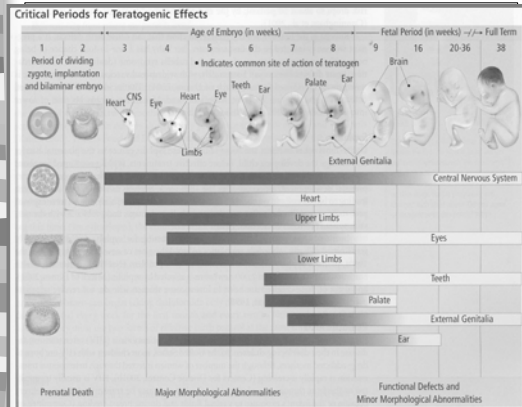 Critical Periods for Teratogenic Effects
Age of Embryo (in weeks)
Fetal Period (in weeks) -/-/- Full Term
1 2 3 4 5 6 7 8 9 16 20-36 38
Period of dividing
zygote, implantation
and bilaminar embryo
• Indicates common site of action of teratogen
CNS
Heart
Eye
Heart
Eye
Limbs
Teeth
Ear
Palate
Ear
Brain
External Genitalia
Central Nervous System
Heart
Upper Limbs
Eyes
Lower Limbs
Teeth
Palate
External Genitalia
Ear
Prenatal Death
Major Morphological Abnormalities
Functional Defects and
Minor Morphological Abnormalities